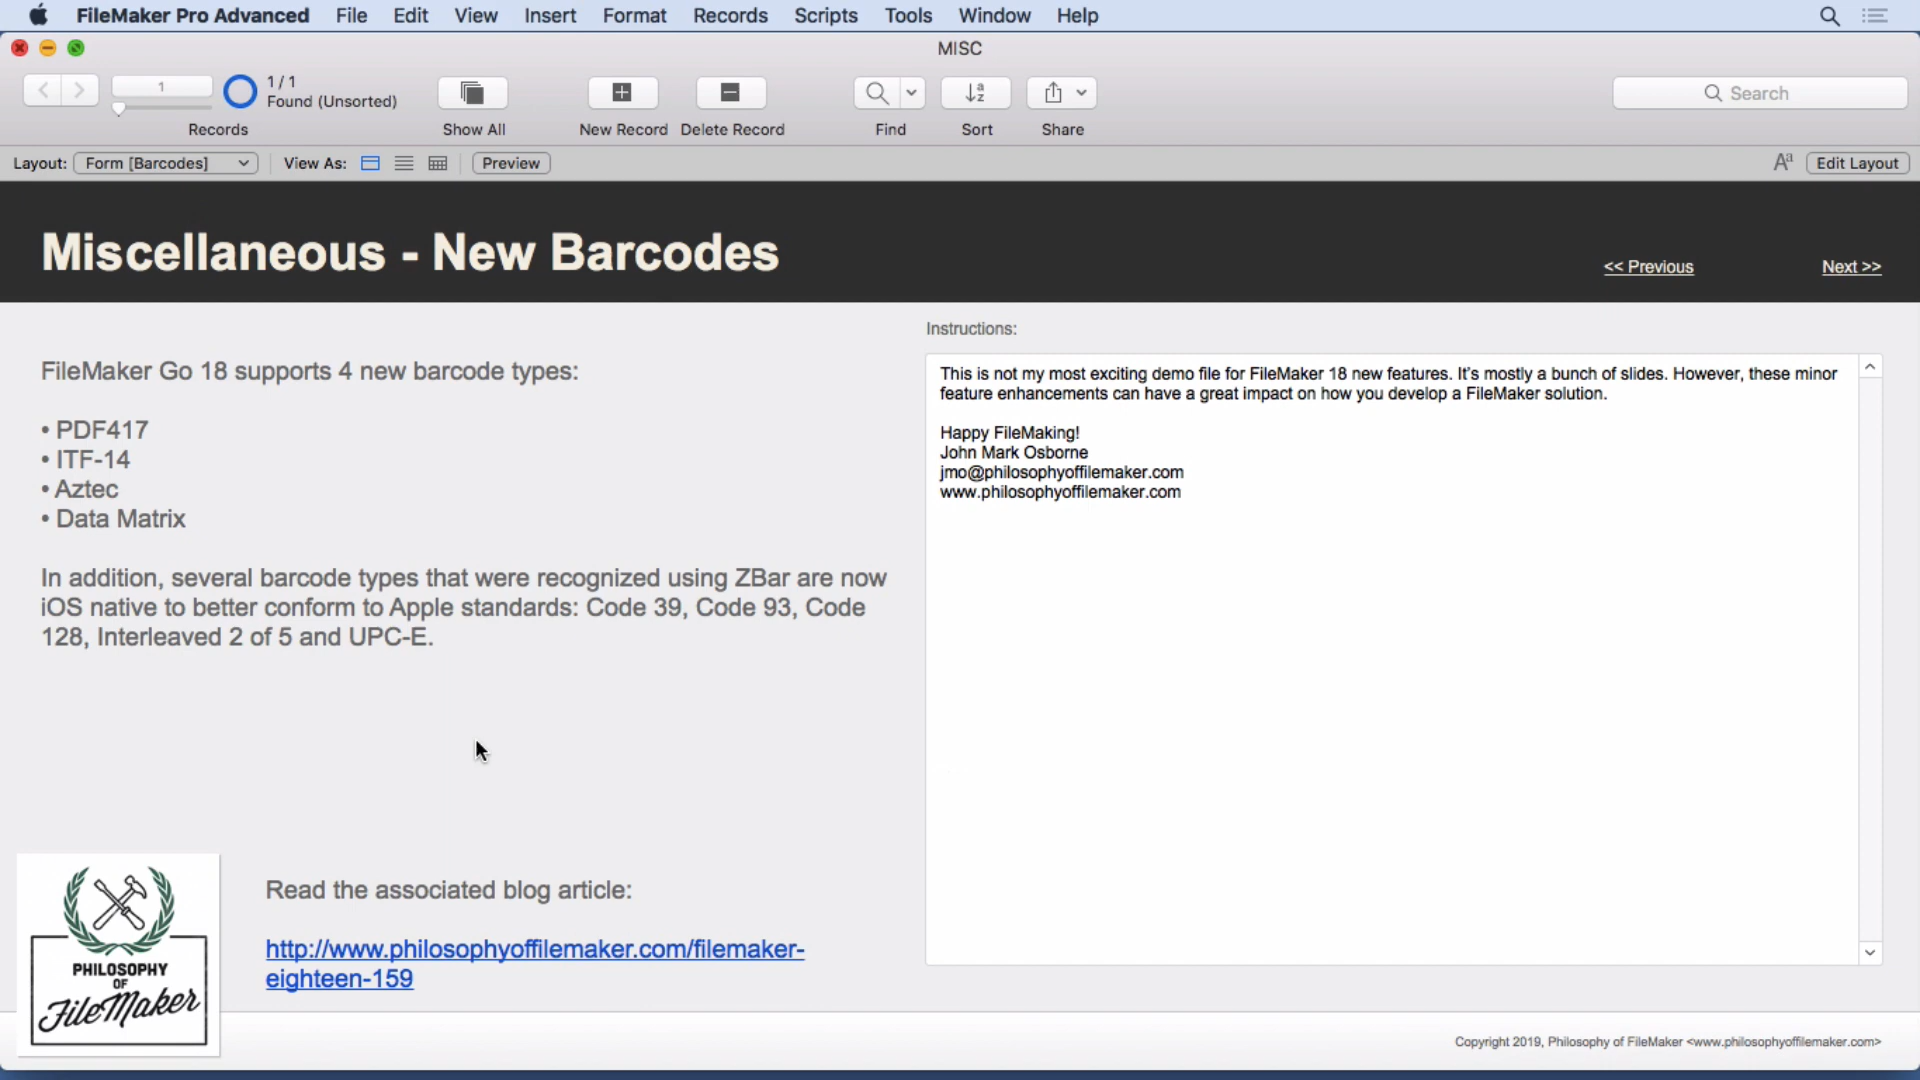 FileMaker Pro Advanced File Edit View Insert Format Records Scripts Tools Window Help
MISC
1
1 / 1
Found (Unsorted)
Search
Records Show All New Record Delete Record Find Sort Share
Layout: Form [Barcodes] View As: Preview Aa Edit Layout
Miscellaneous - New Barcodes
<< Previous Next >>
FileMaker Go 18 supports 4 new barcode types:
• PDF417
• ITF-14
• Aztec
• Data Matrix
In addition, several barcode types that were recognized using ZBar are now
iOS native to better conform to Apple standards: Code 39, Code 93, Code
128, Interleaved 2 of 5 and UPC-E.
Instructions:
This is not my most exciting demo file for FileMaker 18 new features. It's mostly a bunch of slides. However, these minor
feature enhancements can have a great impact on how you develop a FileMaker solution.
Happy FileMaking!
John Mark Osborne
jmo@philosophyoffilemaker.com
www.philosophyoffilemaker.com
Read the associated blog article:
http://www.philosophyoffilemaker.com/filemaker-
eighteen-159
PHILOSOPHY
OF
FileMaker
Copyright 2019, Philosophy of FileMaker <www.philosophyoffilemaker.com>